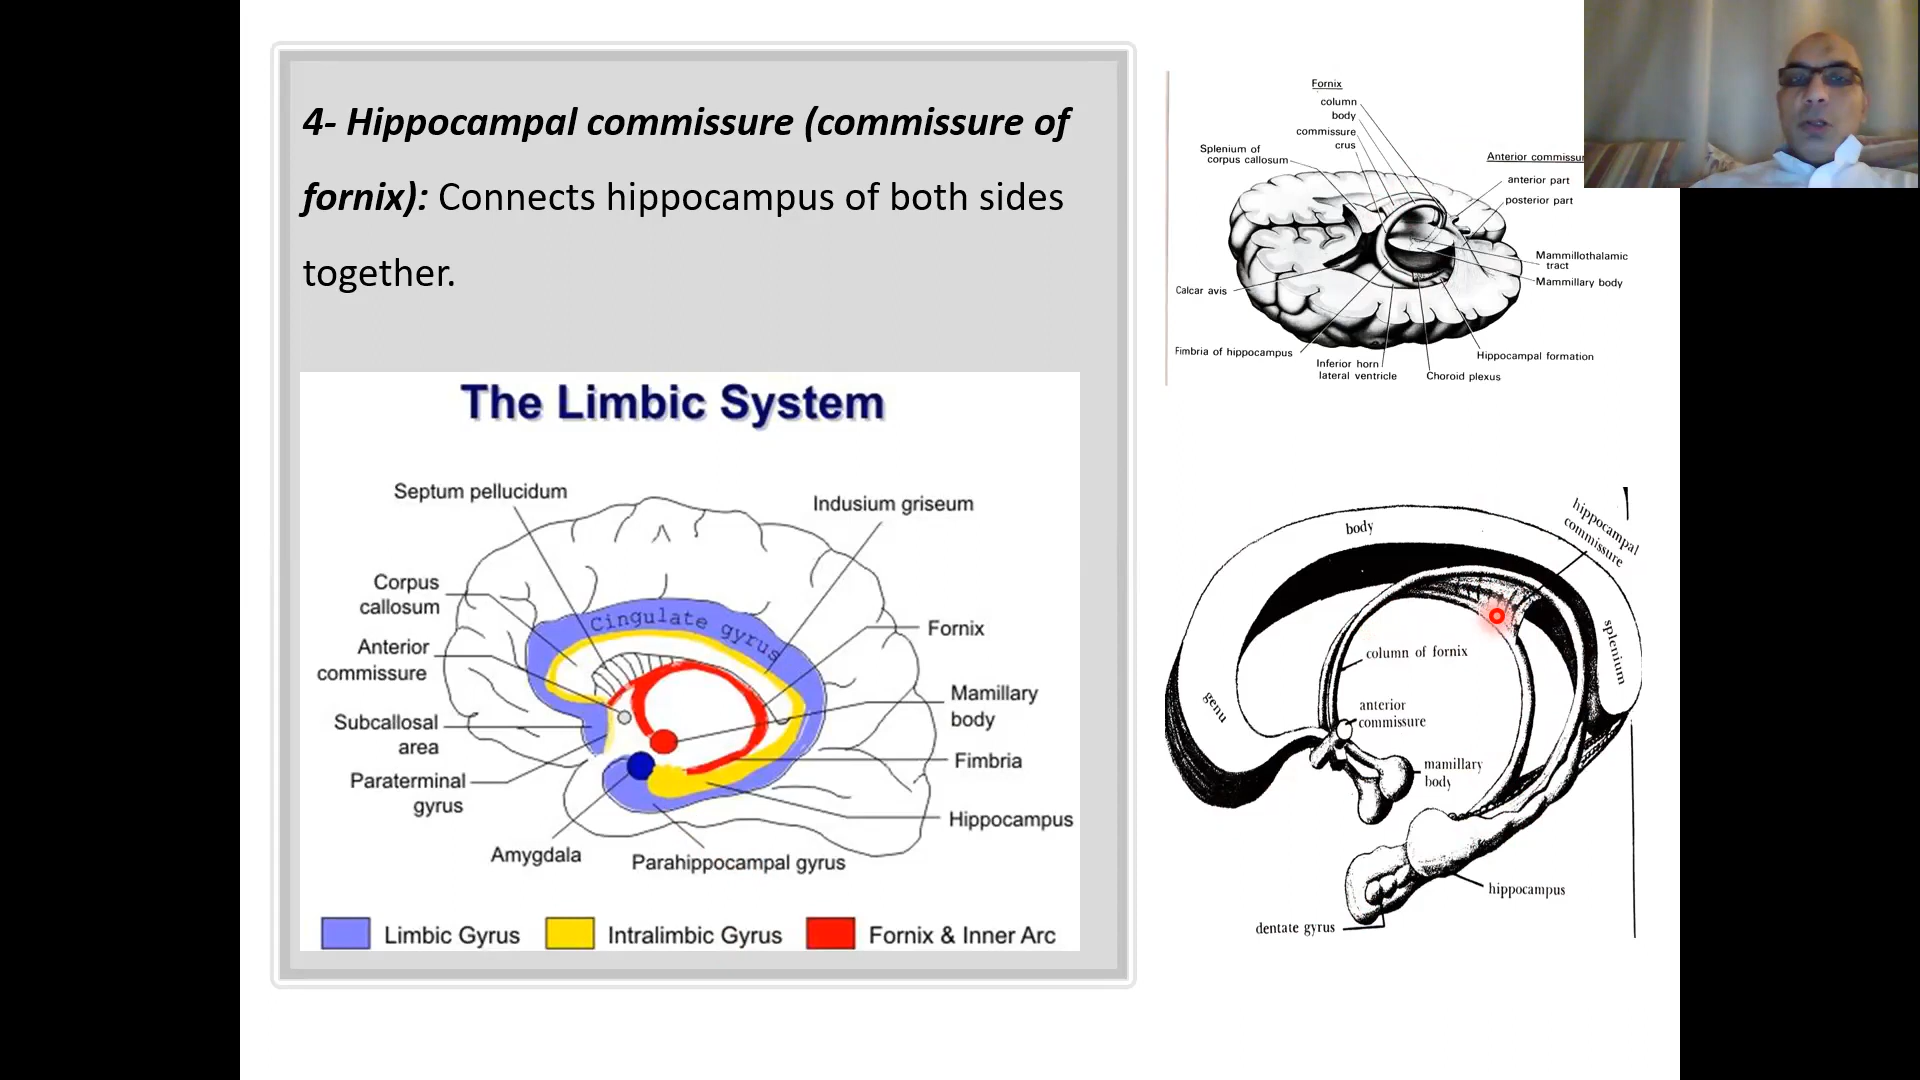 4- Hippocampal commissure (commissure of
fornix): Connects hippocampus of both sides
together.
The Limbic System
Septum pellucidum
Indusium griseum
Corpus
callosum
Cingulate gyrus
Fornix
Anterior
commissure
Mamillary
body
Subcallosal
area
Fimbria
Paraterminal
gyrus
Hippocampus
Amygdala
Parahippocampal gyrus
Limbic Gyrus
Intralimbic Gyrus
Fornix & Inner Arc
Fornix
column
body
commissure
crus
Splenium of
corpus callosum
Anterior commissur
anterior part
posterior part
Mammillothalamic
tract
Mammillary body
Calcar avis
Fimbria of hippocampus
Inferior horn
lateral ventricle
Choroid plexus
Hippocampal formation
body
hippocampal
commissure
splenium
column of fornix
genu
anterior
commissure
mamillary
body
hippocampus
dentate gyrus